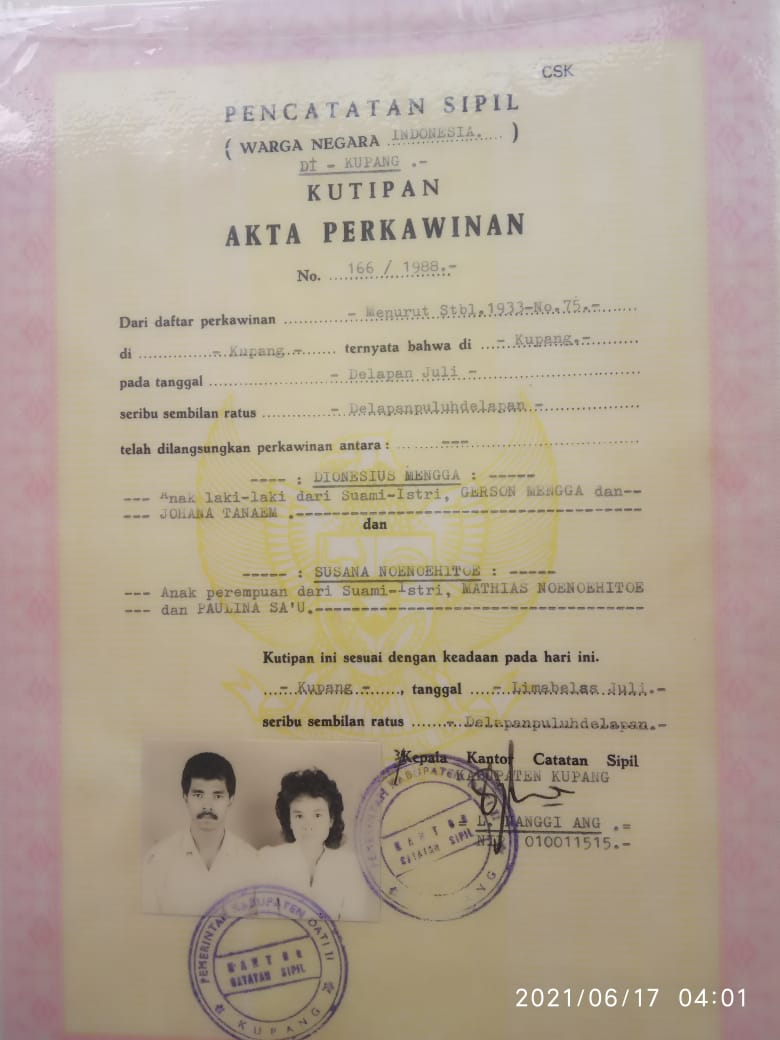 CSK
PENCATATAN SIPIL
( WARGA NEGARA INDONESIA. )
DI - KUPANG .-
KUTIPAN
AKTA PERKAWINAN
No. 166 / 1988.-
Dari daftar perkawinan - Menurut Stbl.1933-No.75.-
di - Kupang - ternyata bahwa di - Kupang.-
pada tanggal - Delapan Juli -
seribu sembilan ratus - Delapanpuluhdelapan -
telah dilangsungkan perkawinan antara : ---
---- : DIONESIUS MENGGA : -----
--- Anak laki-laki dari Suami-Istri, GERSON MENGGA dan--
--- JOHANA TANAEM .-----------------------------------
dan
----- : SUSANA NOENOEHITOE : -----
--- Anak perempuan dari Suami-Istri, MATHIAS NOENOEHITOE
--- dan PAULINA SA'U.---------------------------------
Kutipan ini sesuai dengan keadaan pada hari ini.
- Kupang -, tanggal - Limabelas Juli.-
seribu sembilan ratus - Delapanpuluhdelapan.-
Kepala Kantor Catatan Sipil
KABUPATEN KUPANG
MANGGI ANG .=
010011515.-
PEMERINTAH KABUPATEN
KANTOR
CATATAN SIPIL
KUPANG
PEMERINTAH KABUPATEN DATI II
KANTOR
CATATAN SIPIL
KUPANG
2021/06/17 04:01